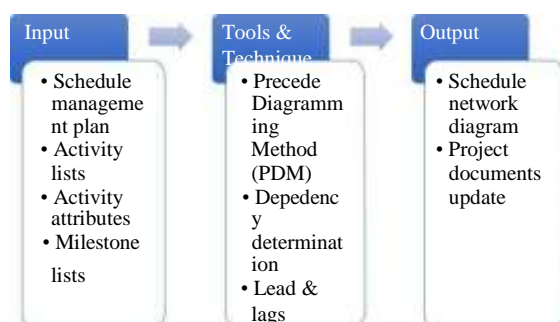 Input
• Schedule
manageme
nt plan
• Activity
lists
• Activity
attributes
• Milestone
lists
Tools &
Technique
• Precede
Diagramm
ing
Method
(PDM)
• Depedenc
y
determinat
ion
• Lead &
lags
Output
• Schedule
network
diagram
• Project
documents
update